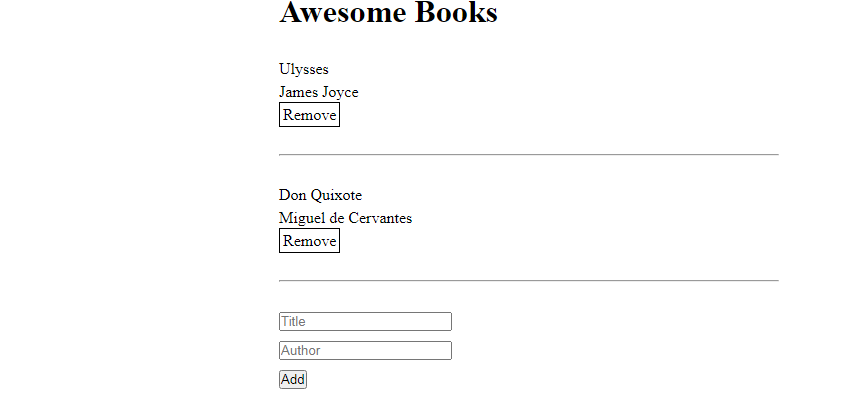 Awesome Books
Ulysses
James Joyce
Remove
Don Quixote
Miguel de Cervantes
Remove
Title
Author
Add